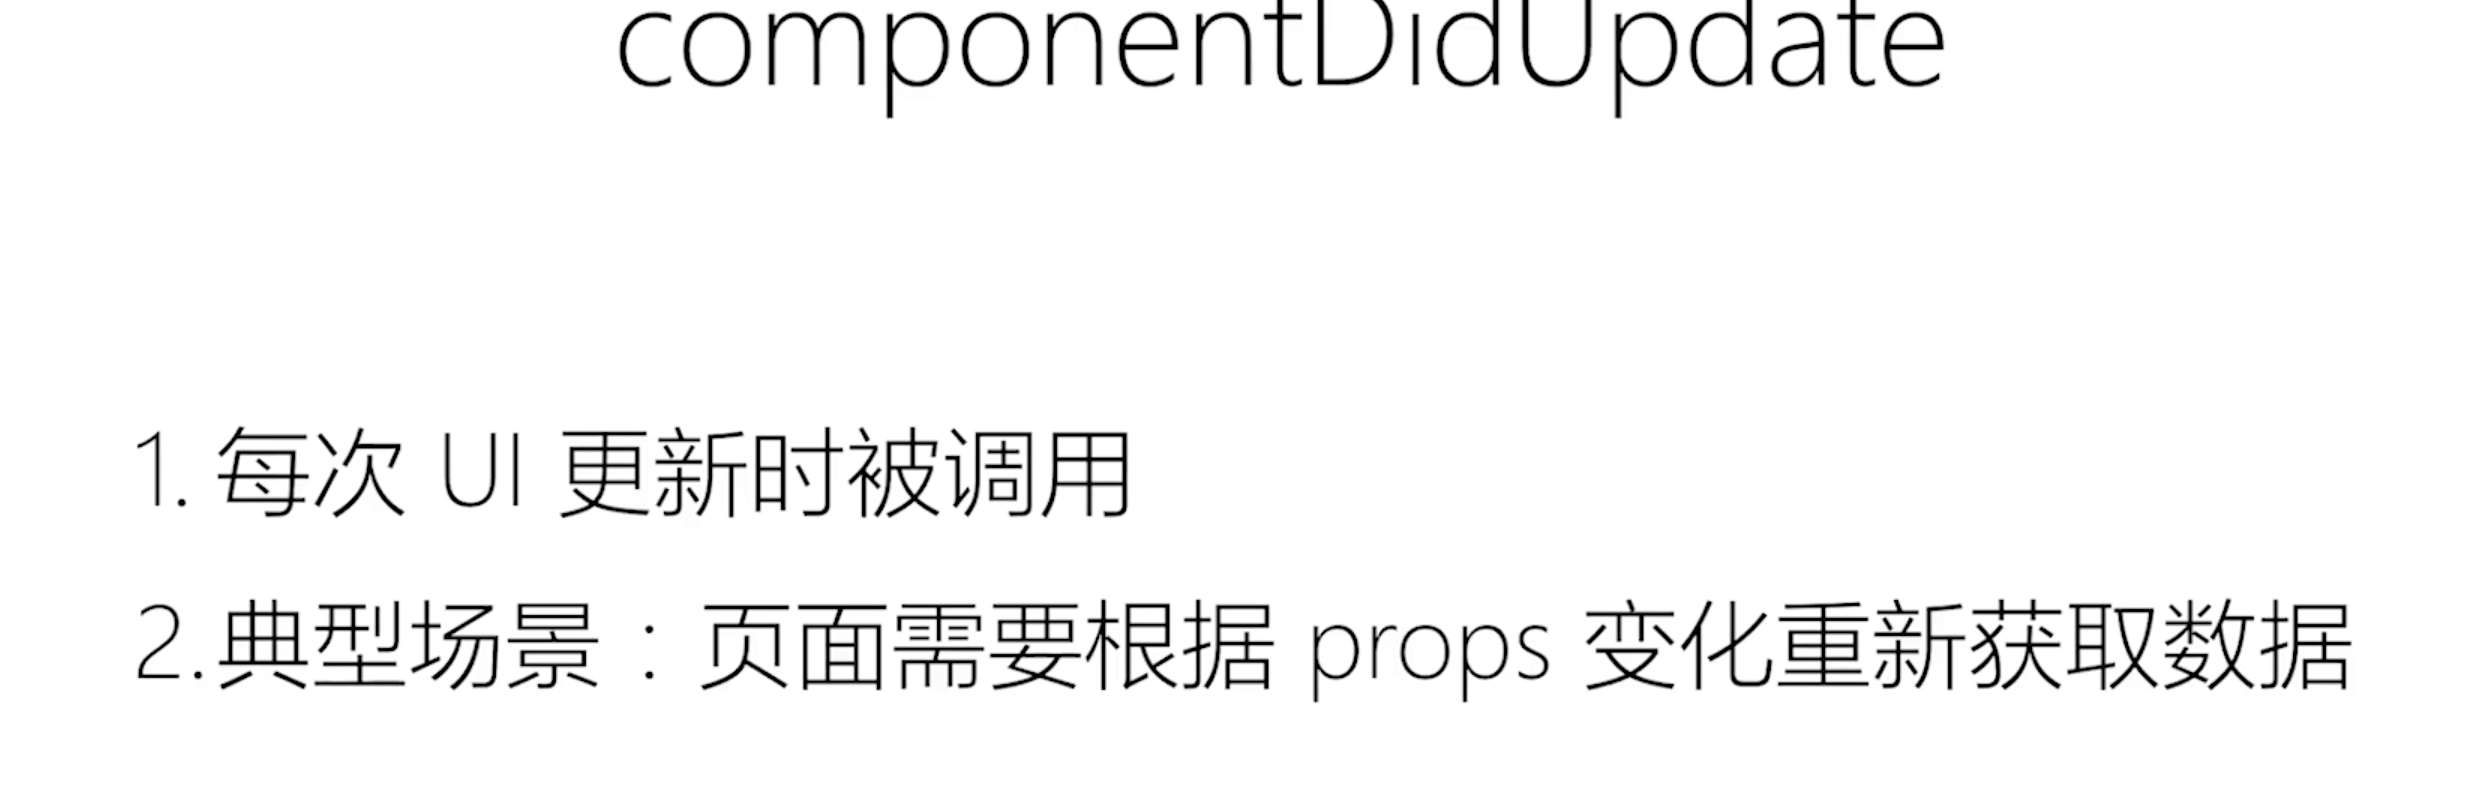 componentDidUpdate
1. 每次 UI 更新时被调用
2. 典型场景：页面需要根据 props 变化重新获取数据